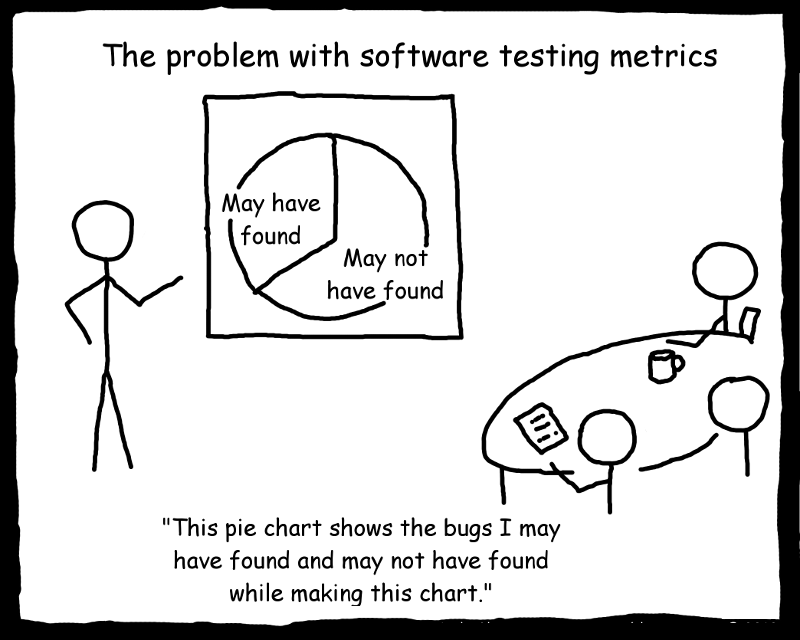 The problem with software testing metrics
May have
found
May not
have found
"This pie chart shows the bugs I may
have found and may not have found
while making this chart."